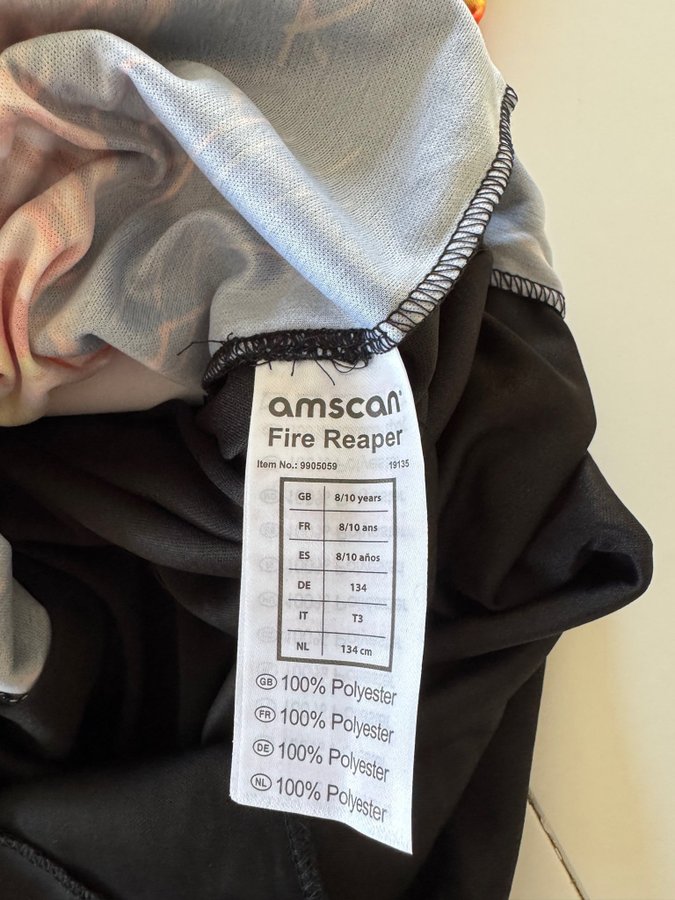 amscan
Fire Reaper
Item No.: 9905059 19135
GB 8/10 years
FR 8/10 ans
ES 8/10 años
DE 134
IT T3
NL 134 cm
GB 100% Polyester
FR 100% Polyester
DE 100% Polyester
NL 100% Polyester